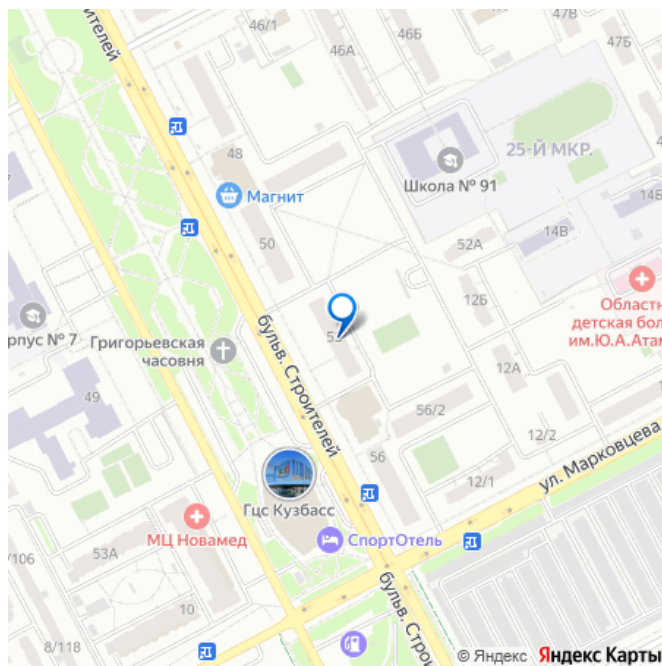 46/1
47В
46А
46Б
47Б
бульв. Строителей
48
25-Й МКР.
Школа № 91
Магнит
14Б
50
52А
14В
12Б
Областн
детская бол
им.Ю.А.Атам
орпус № 7
Григорьевская
часовня
бульв. Строителей
12А
49
56/2
12/2
56
ул. Марковцева
12/1
Гцс Кузбасс
МЦ Новамед
СпортОтель
/106
53А
10
бульв. Строи
8/118
© Яндекс Яндекс Карты